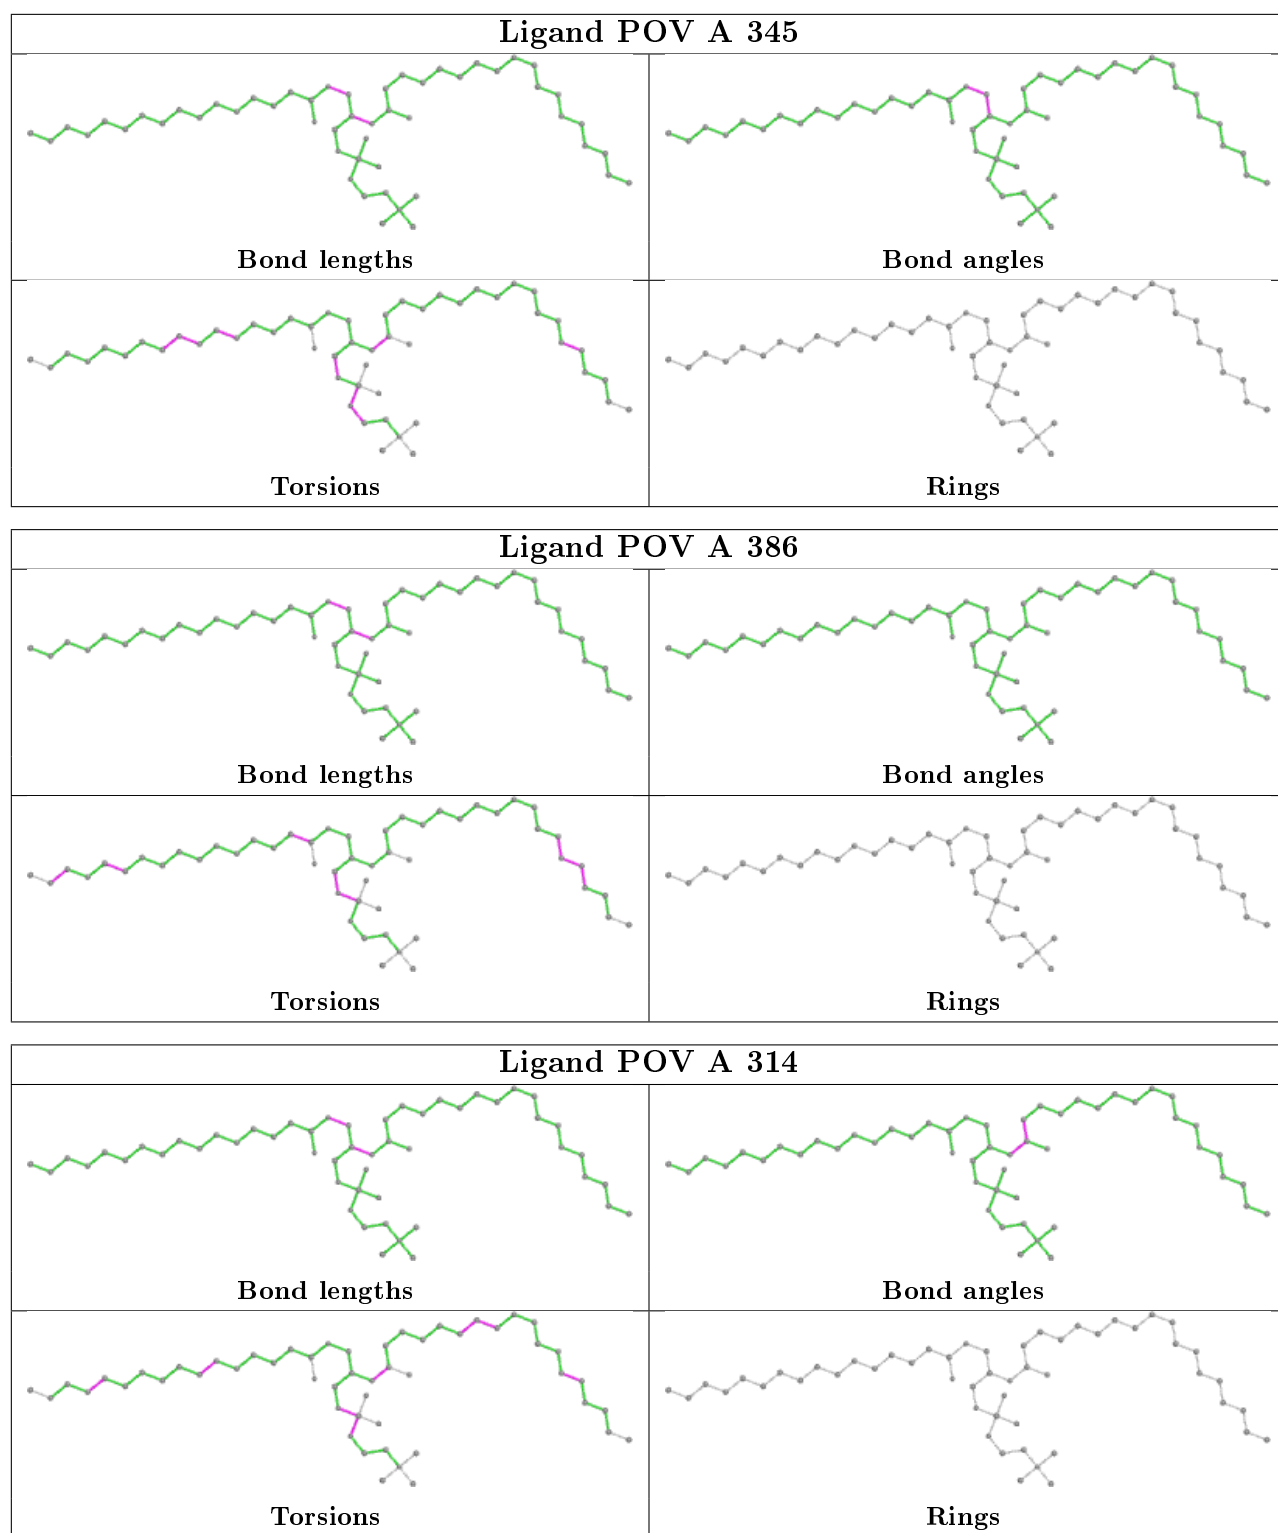 Ligand POV A 345
Bond lengths
Bond angles
Torsions
Rings
Ligand POV A 386
Bond lengths
Bond angles
Torsions
Rings
Ligand POV A 314
Bond lengths
Bond angles
Torsions
Rings